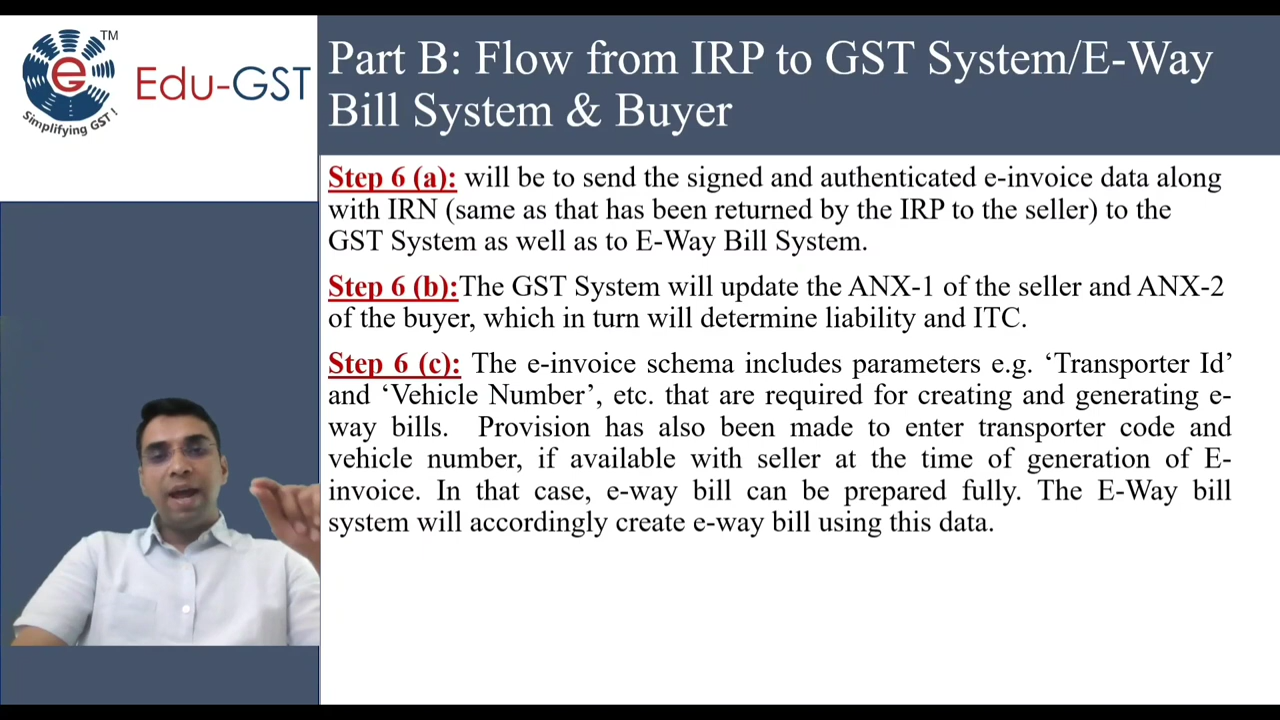 TM
e
Simplifying GST !
Edu-GST
Part B: Flow from IRP to GST System/E-Way
Bill System & Buyer
Step 6 (a): will be to send the signed and authenticated e-invoice data along
with IRN (same as that has been returned by the IRP to the seller) to the
GST System as well as to E-Way Bill System.
Step 6 (b):The GST System will update the ANX-1 of the seller and ANX-2
of the buyer, which in turn will determine liability and ITC.
Step 6 (c): The e-invoice schema includes parameters e.g. ‘Transporter Id’
and ‘Vehicle Number’, etc. that are required for creating and generating e-
way bills. Provision has also been made to enter transporter code and
vehicle number, if available with seller at the time of generation of E-
invoice. In that case, e-way bill can be prepared fully. The E-Way bill
system will accordingly create e-way bill using this data.